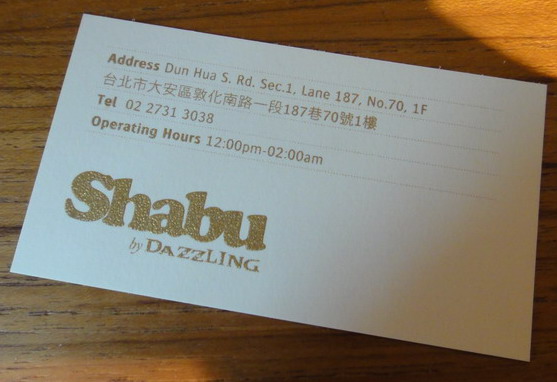 Address Dun Hua S. Rd. Sec.1, Lane 187, No.70, 1F
台北市大安區敦化南路一段187巷70號1樓
Tel 02 2731 3038
Operating Hours 12:00pm-02:00am
Shabu
by DAZZLING